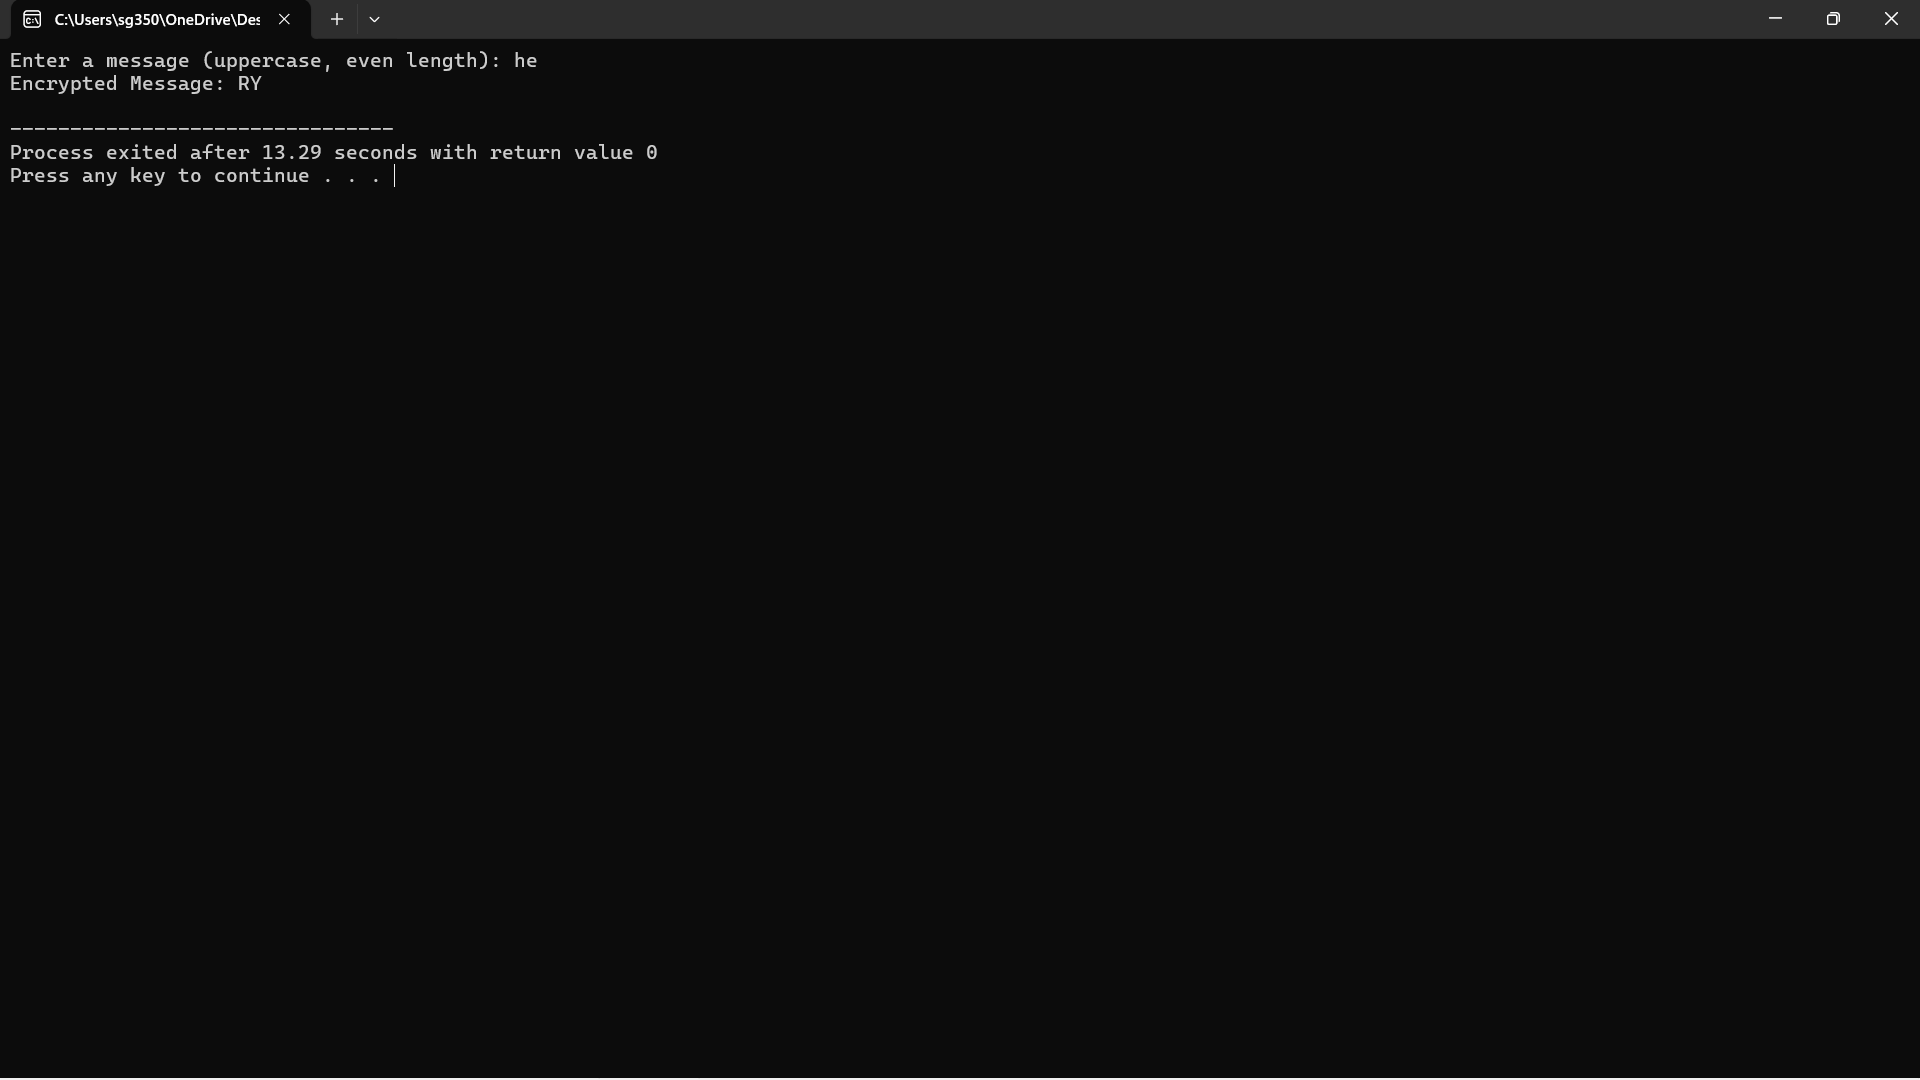 C:\Users\sg350\OneDrive\Des
Enter a message (uppercase, even length): he
Encrypted Message: RY
--------------------------------
Process exited after 13.29 seconds with return value 0
Press any key to continue . . .